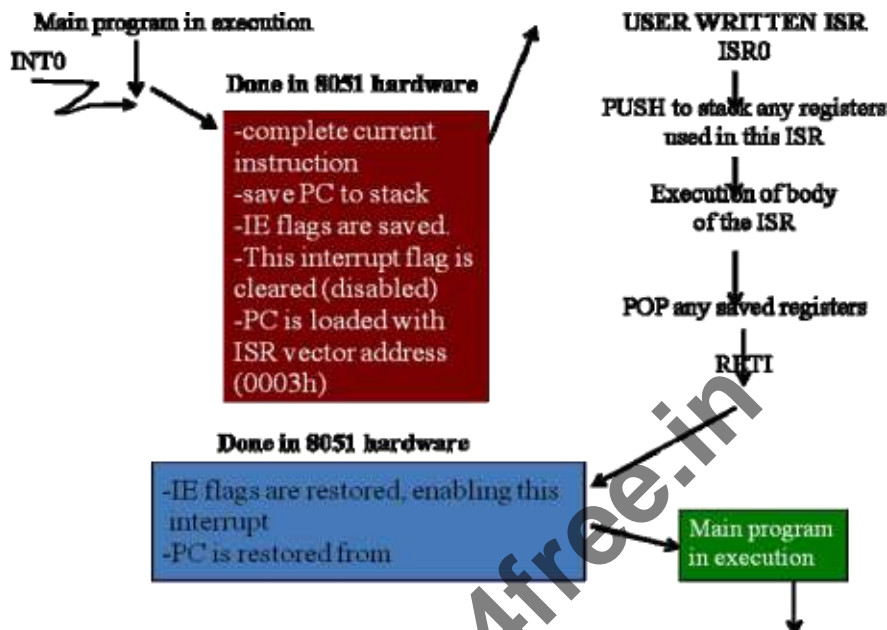 Main program in execution
INT0
Done in 8051 hardware
-complete current
instruction
-save PC to stack
-IE flags are saved.
-This interrupt flag is
cleared (disabled)
-PC is loaded with
ISR vector address
(0003h)
USER WRITTEN ISR
ISR0
PUSH to stack any registers
used in this ISR
Execution of body
of the ISR
POP any saved registers
RETI
Done in 8051 hardware
-IE flags are restored, enabling this
interrupt
-PC is restored from
Main program
in execution
4free.in